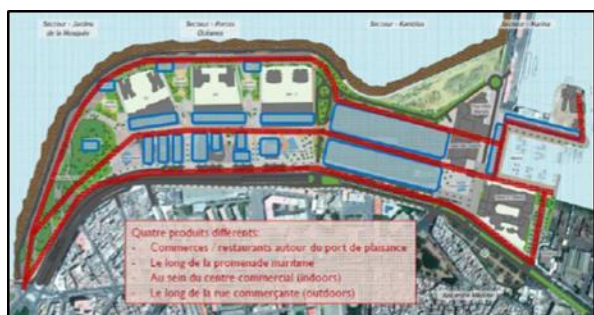 Secteur - Jardins
de la Mosquée
Secteur - Portes
Océanes
Secteur - Kantilia
Secteur - Marina
Quatre produits différents:
- Commerces / restaurants autour du port de plaisance
- Le long de la promenade maritime
- Au sein du centre commercial (indoors)
- Le long de la rue commerçante (outdoors)